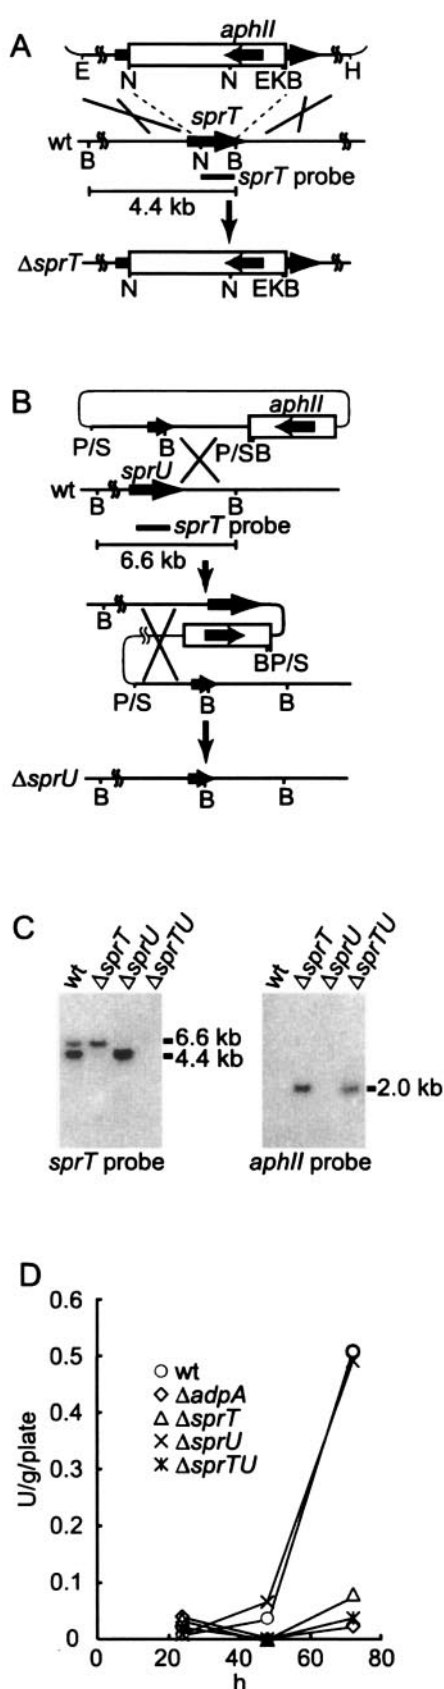 A
aphII
E N N EKB H
sprT
wt
B N B
sprT probe
4.4 kb
ΔsprT
N N EKB
B
aphII
P/S B P/SB
sprU
wt
B B
sprT probe
6.6 kb
B
BP/S
P/S B B
ΔsprU
B B B
C
wt ΔsprT ΔsprU ΔsprTU
wt ΔsprT ΔsprU ΔsprTU
6.6 kb
4.4 kb
2.0 kb
sprT probe
aphII probe
D
0.6
0.5
0.4
0.3
0.2
0.1
0
U/g/plate
wt
ΔadpA
ΔsprT
ΔsprU
ΔsprTU
0 20 40 60 80
h